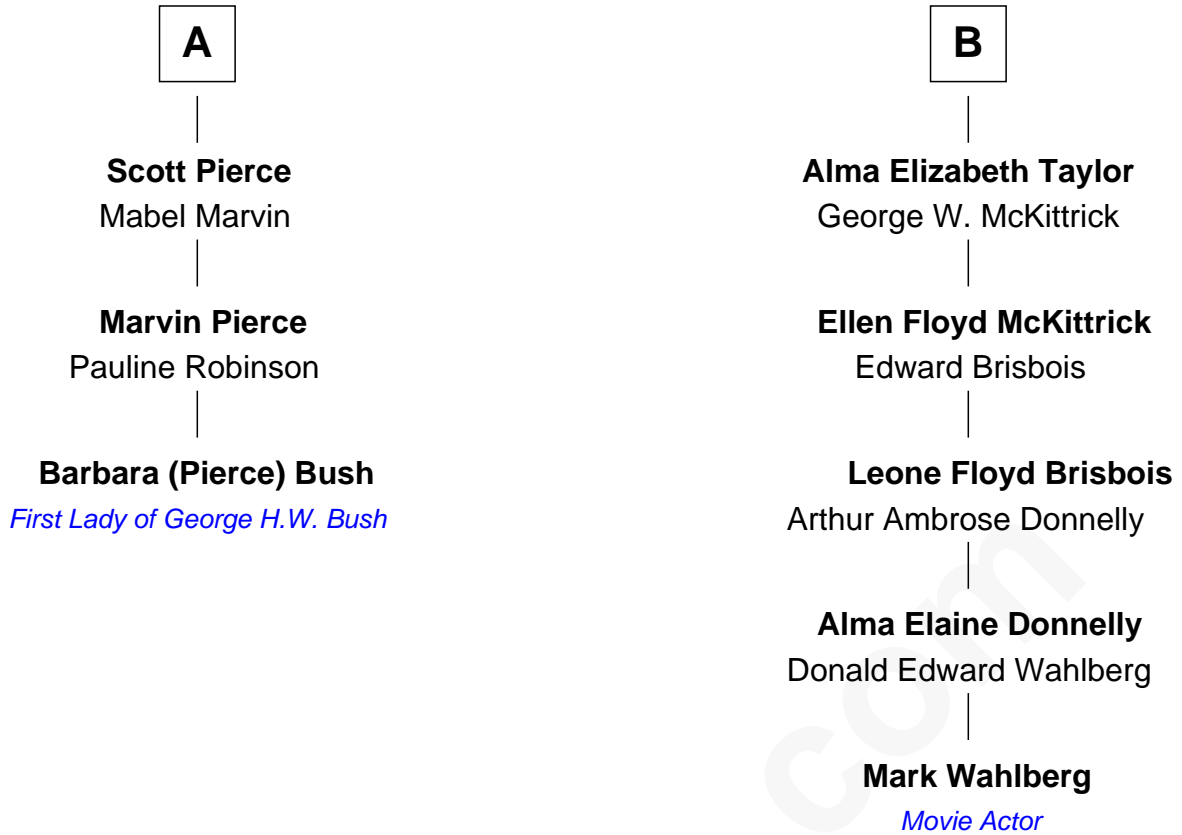 A
Scott Pierce
Mabel Marvin
Marvin Pierce
Pauline Robinson
Barbara (Pierce) Bush
First Lady of George H.W. Bush
B
Alma Elizabeth Taylor
George W. McKittrick
Ellen Floyd McKittrick
Edward Brisbois
Leone Floyd Brisbois
Arthur Ambrose Donnelly
Alma Elaine Donnelly
Donald Edward Wahlberg
Mark Wahlberg
Movie Actor
com